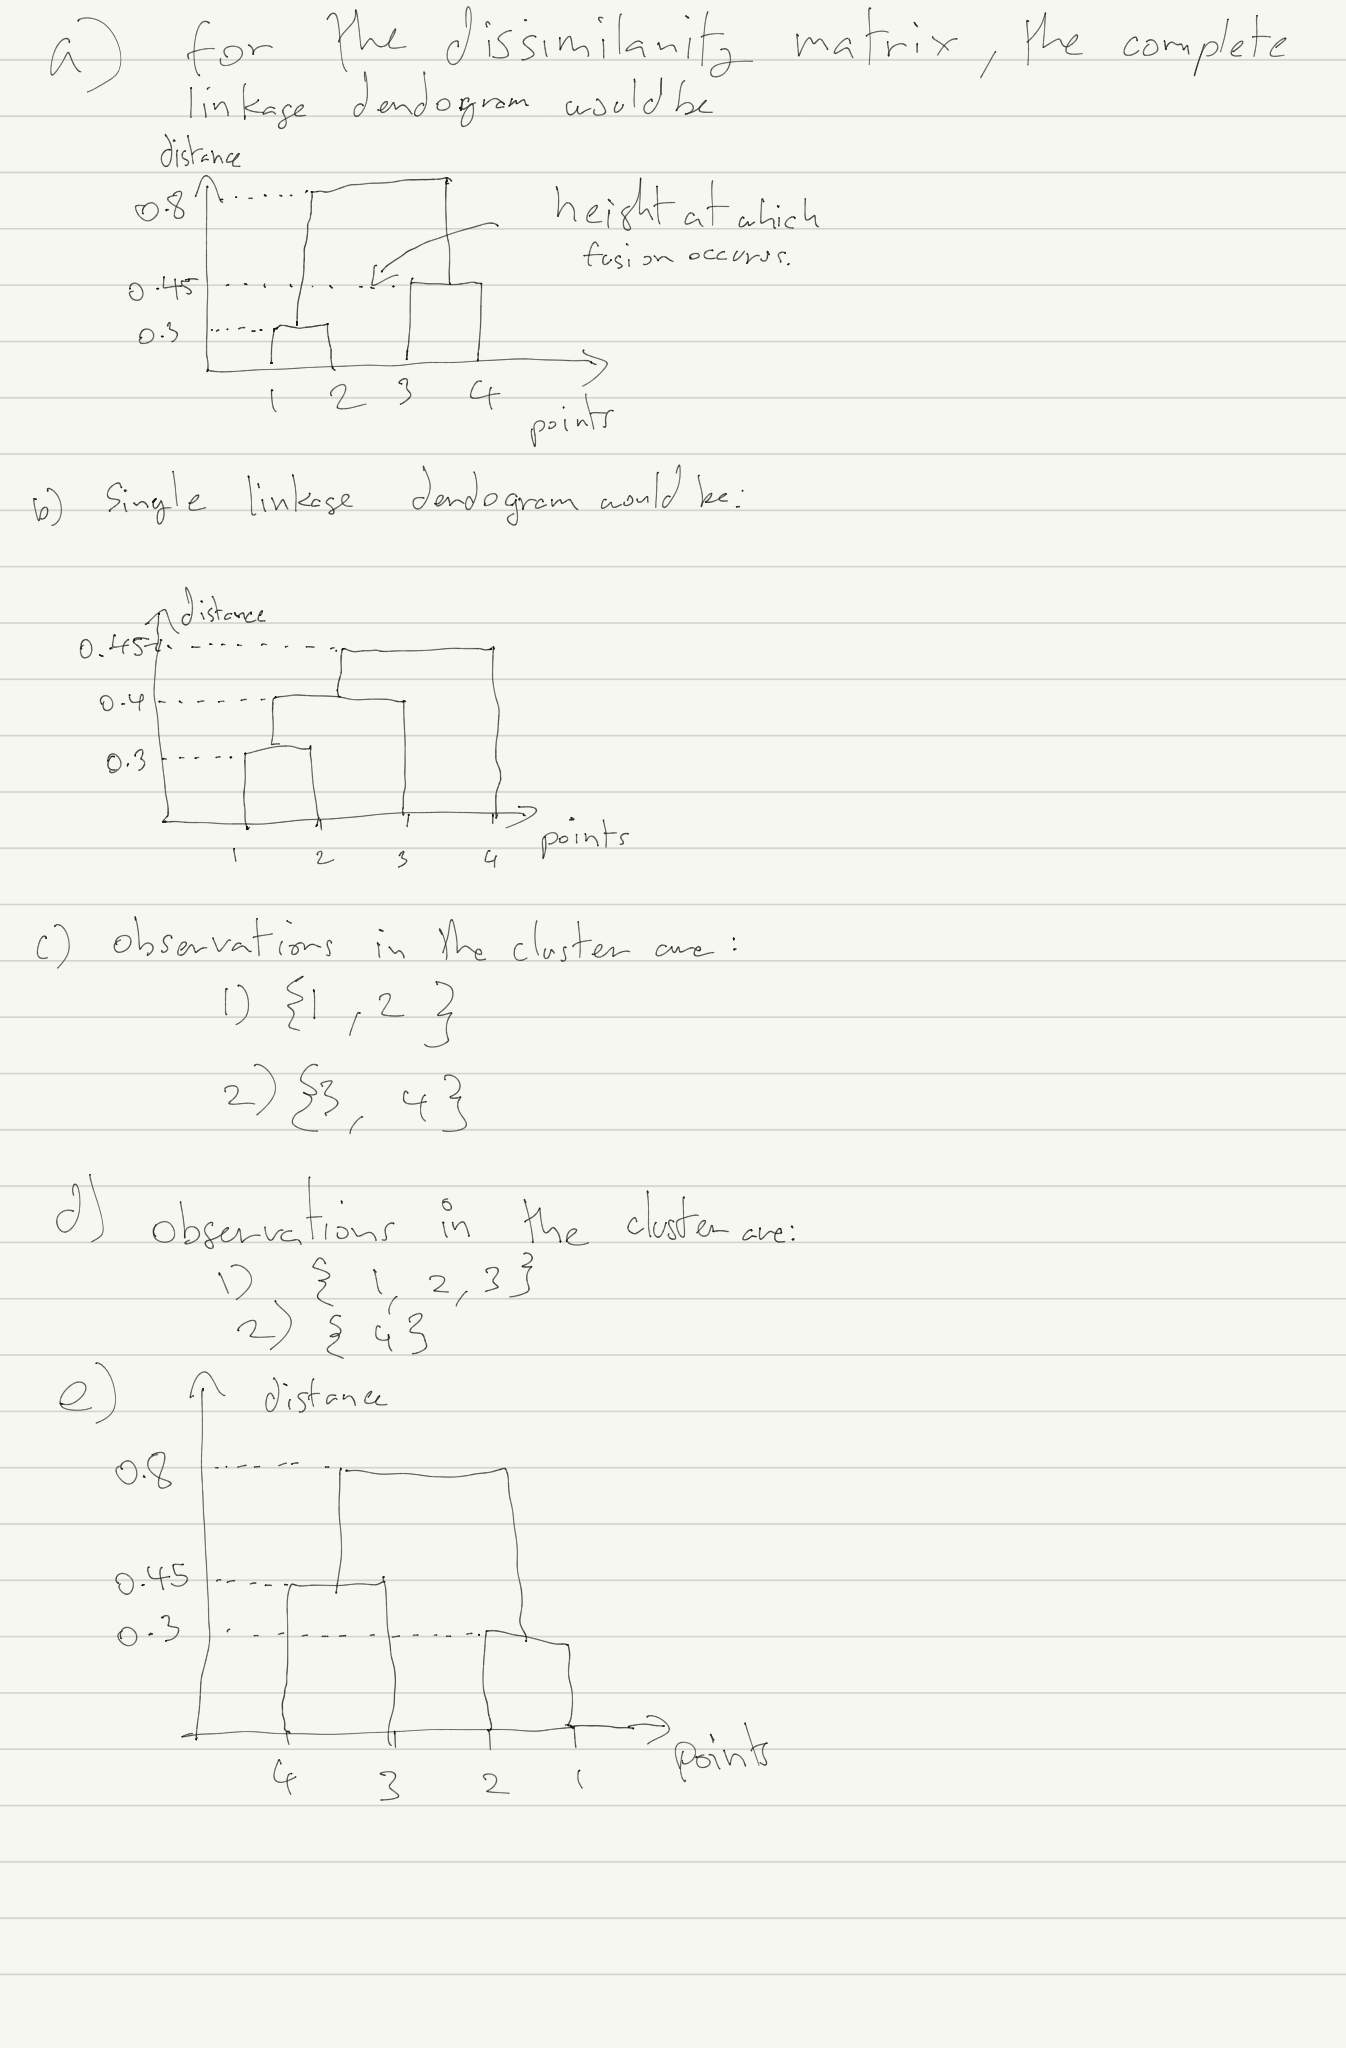 a) for the dissimilarity matrix, the complete
linkage dendogram would be
distance
0.8
height at which
fusion occurs.
0.45
0.3
1 2 3 4
points
b) Single linkage dendogram would be:
distance
0.45
0.4
0.3
1 2 3 4
points
c) observations in the cluster are:
1) {1, 2}
2) {3, 4}
d) observations in the cluster are:
1) {1, 2, 3}
2) {4}
e)
distance
0.8
0.45
0.3
4 3 2 1
points